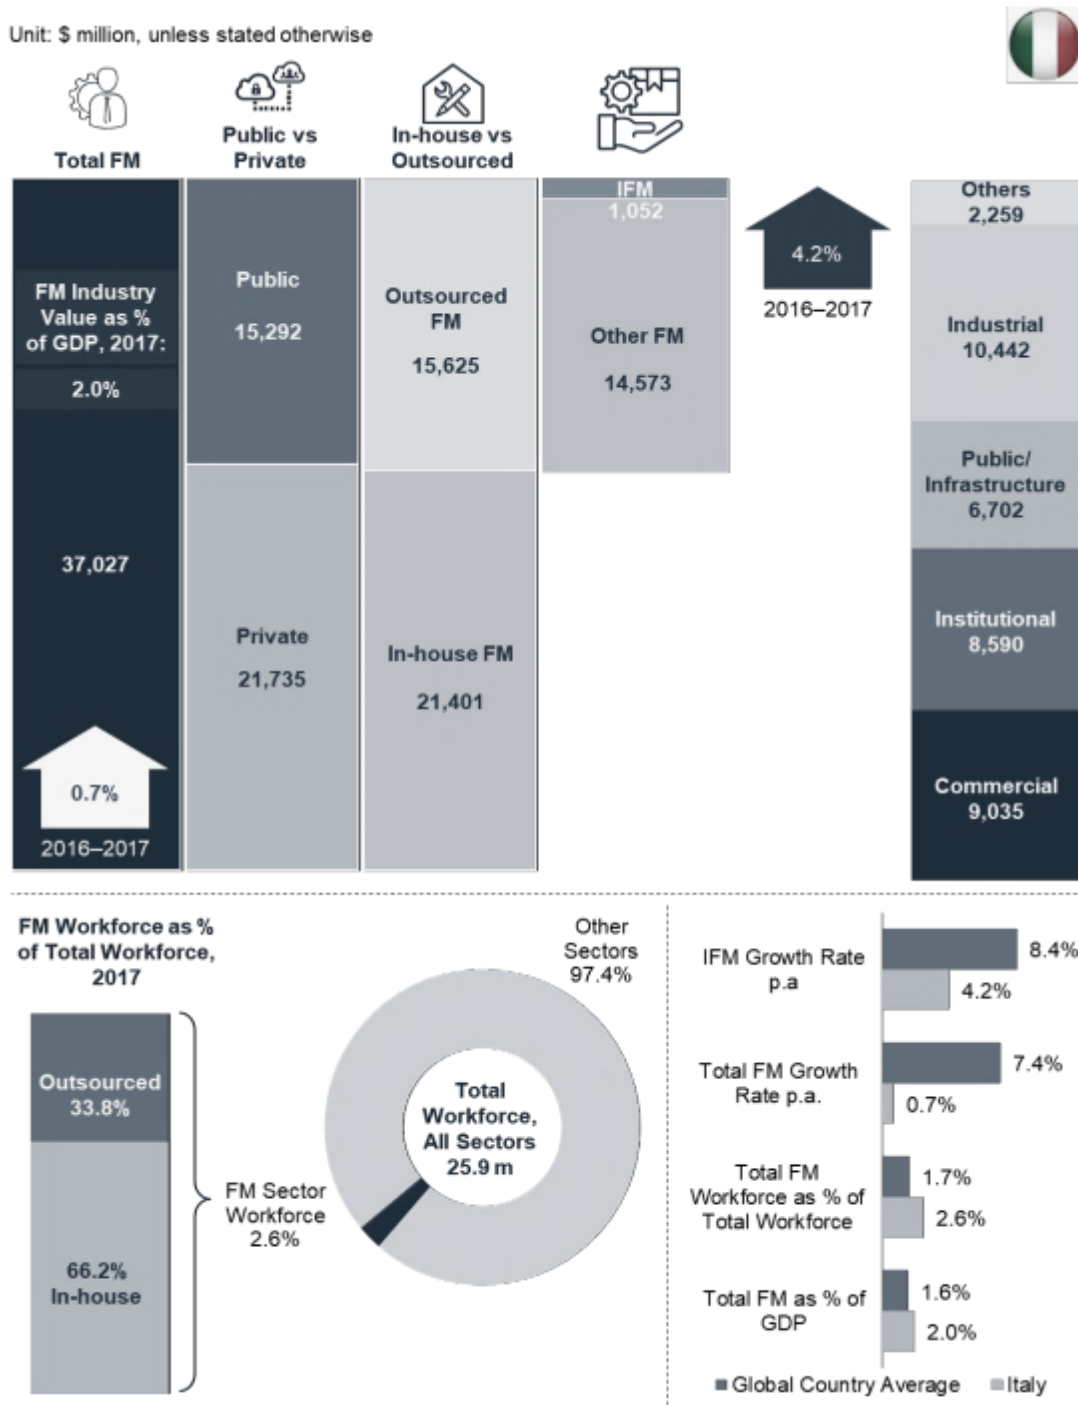 Unit: $ million, unless stated otherwise
Total FM
Public vs
Private
In-house vs
Outsourced
FM Industry
Value as %
of GDP, 2017:
2.0%
37,027
0.7%
2016–2017
Public
15,292
Private
21,735
Outsourced
FM
15,625
In-house FM
21,401
IFM
1,052
Other FM
14,573
4.2%
2016–2017
Others
2,259
Industrial
10,442
Public/
Infrastructure
6,702
Institutional
8,590
Commercial
9,035
FM Workforce as %
of Total Workforce,
2017
Outsourced
33.8%
66.2%
In-house
FM Sector
Workforce
2.6%
Other
Sectors
97.4%
Total
Workforce,
All Sectors
25.9 m
IFM Growth Rate
p.a
8.4%
4.2%
Total FM Growth
Rate p.a.
7.4%
0.7%
Total FM
Workforce as % of
Total Workforce
1.7%
2.6%
Total FM as % of
GDP
1.6%
2.0%
Global Country Average
Italy